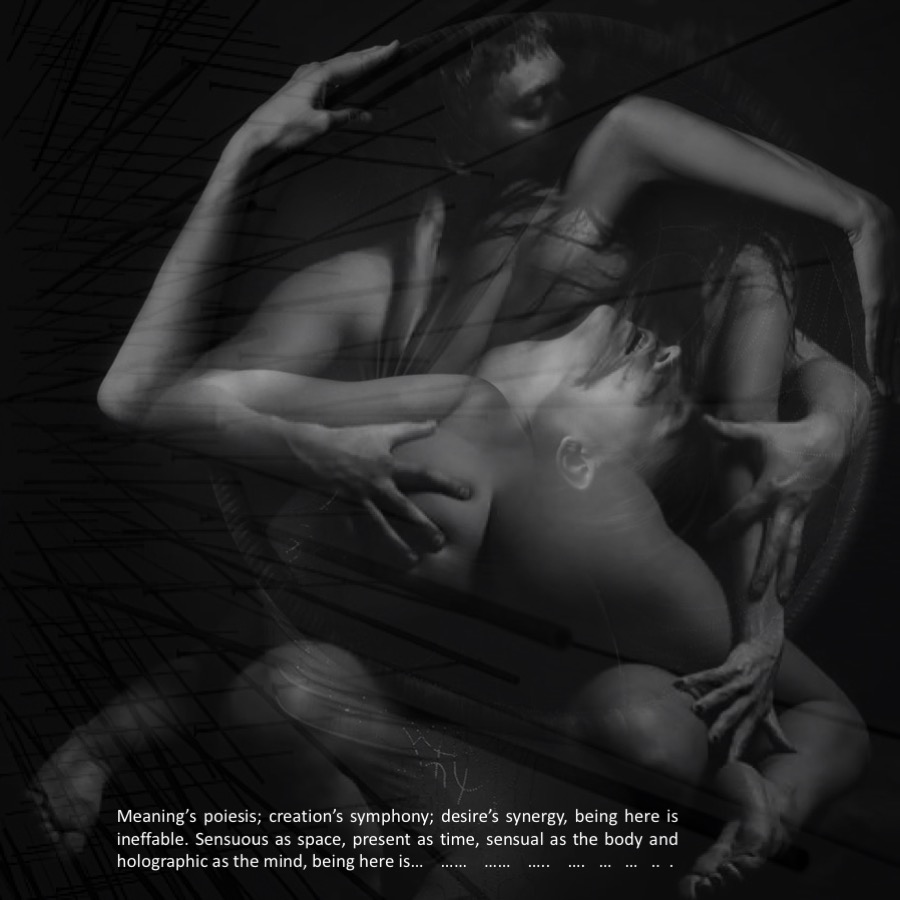 Meaning’s poiesis; creation’s symphony; desire’s synergy, being here is
ineffable. Sensuous as space, present as time, sensual as the body and
holographic as the mind, being here is... ...... ...... ..... .... ... ... .. .